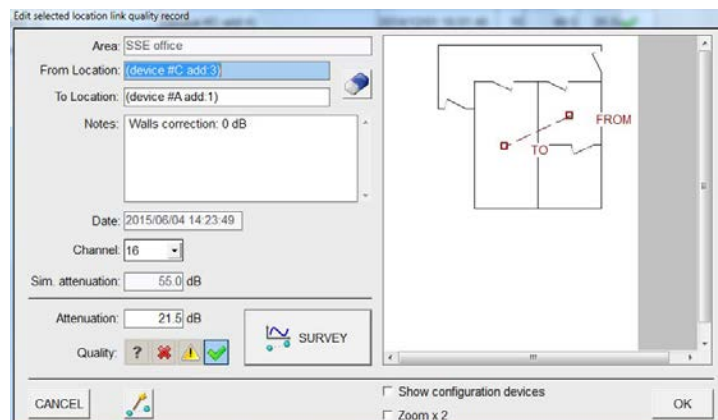 Edit selected location link quality record
Area: SSE office
From Location: (device #C add:3)
To Location: (device #A add:1)
Notes: Walls correction: 0 dB
Date: 2015/06/04 14:23:49
Channel: 16
Sim. attenuation: 55.0 dB
Attenuation: 21.5 dB
Quality: ?
SURVEY
FROM
TO
CANCEL
Show configuration devices
Zoom x 2
OK